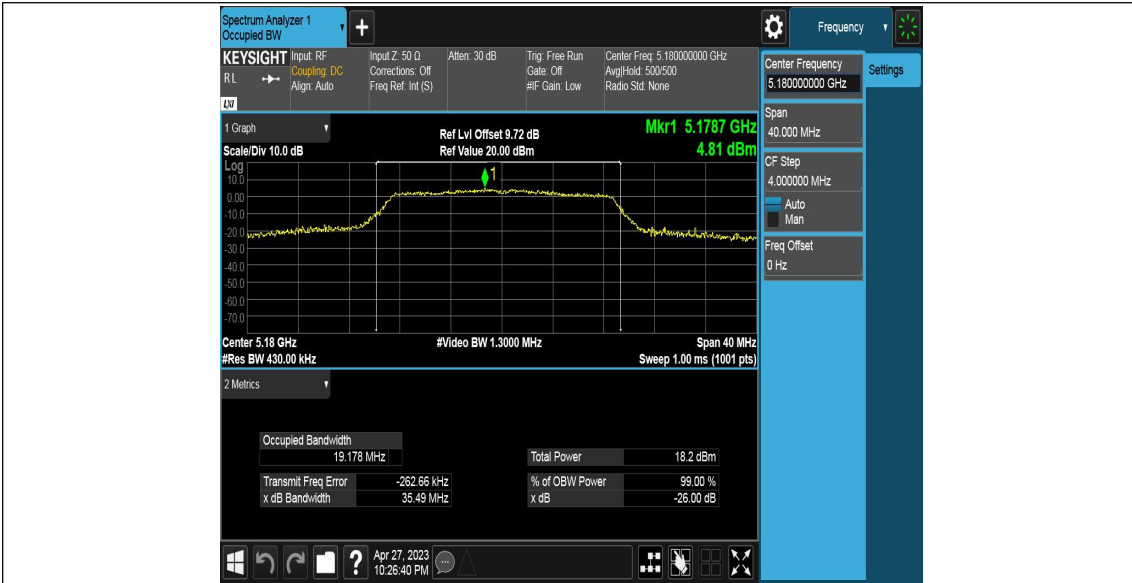 Spectrum Analyzer 1
Occupied BW
+
Frequency
KEYSIGHT
R L
LXI
Input: RF
Coupling: DC
Align: Auto
Input Z: 50 Ω
Corrections: Off
Freq Ref: Int (S)
Atten: 30 dB
Trig: Free Run
Gate: Off
#IF Gain: Low
Center Freq: 5.180000000 GHz
Avg|Hold: 500/500
Radio Std: None
Center Frequency
5.180000000 GHz
Settings
Span
40.000 MHz
CF Step
4.000000 MHz
Auto
Man
Freq Offset
0 Hz
1 Graph
Scale/Div 10.0 dB
Ref Lvl Offset 9.72 dB
Ref Value 20.00 dBm
Mkr1 5.1787 GHz
4.81 dBm
Log
10.0
0.00
-10.0
-20.0
-30.0
-40.0
-50.0
-60.0
-70.0
1
Center 5.18 GHz
#Res BW 430.00 kHz
#Video BW 1.3000 MHz
Span 40 MHz
Sweep 1.00 ms (1001 pts)
2 Metrics
Occupied Bandwidth
19.178 MHz
Total Power 18.2 dBm
Transmit Freq Error -262.66 kHz
% of OBW Power 99.00 %
x dB Bandwidth 35.49 MHz
x dB -26.00 dB
?
Apr 27, 2023
10:26:40 PM